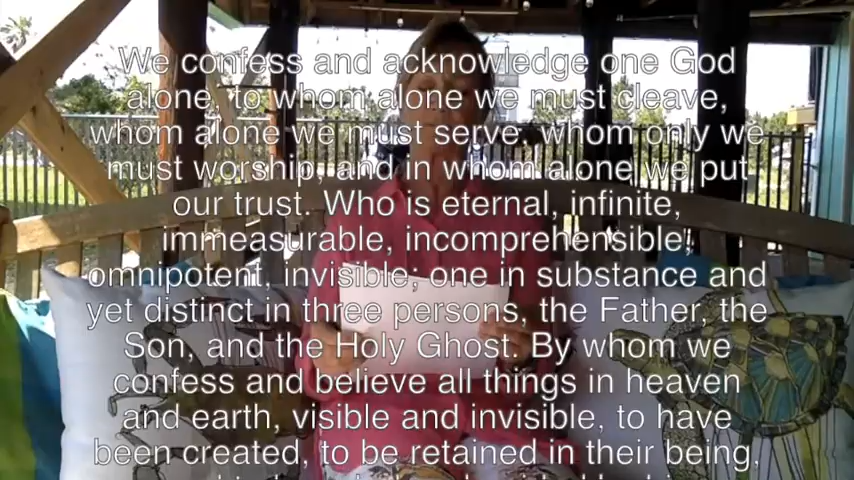 We confess and acknowledge one God
alone, to whom alone we must cleave,
whom alone we must serve, whom only we
must worship, and in whom alone we put
our trust. Who is eternal, infinite,
immeasurable, incomprehensible,
omnipotent, invisible; one in substance and
yet distinct in three persons, the Father, the
Son, and the Holy Ghost. By whom we
confess and believe all things in heaven
and earth, visible and invisible, to have
been created, to be retained in their being,